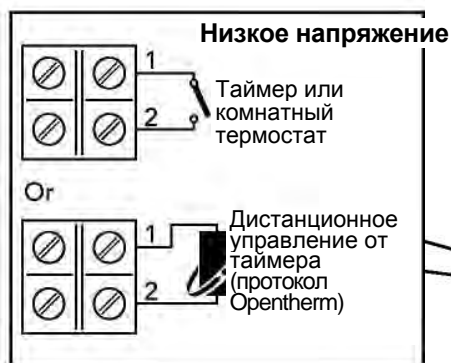 Низкое напряжение
1
Таймер или
комнатный
термостат
2
Or
1
Дистанционное
управление от
таймера
(протокол
Opentherm)
2